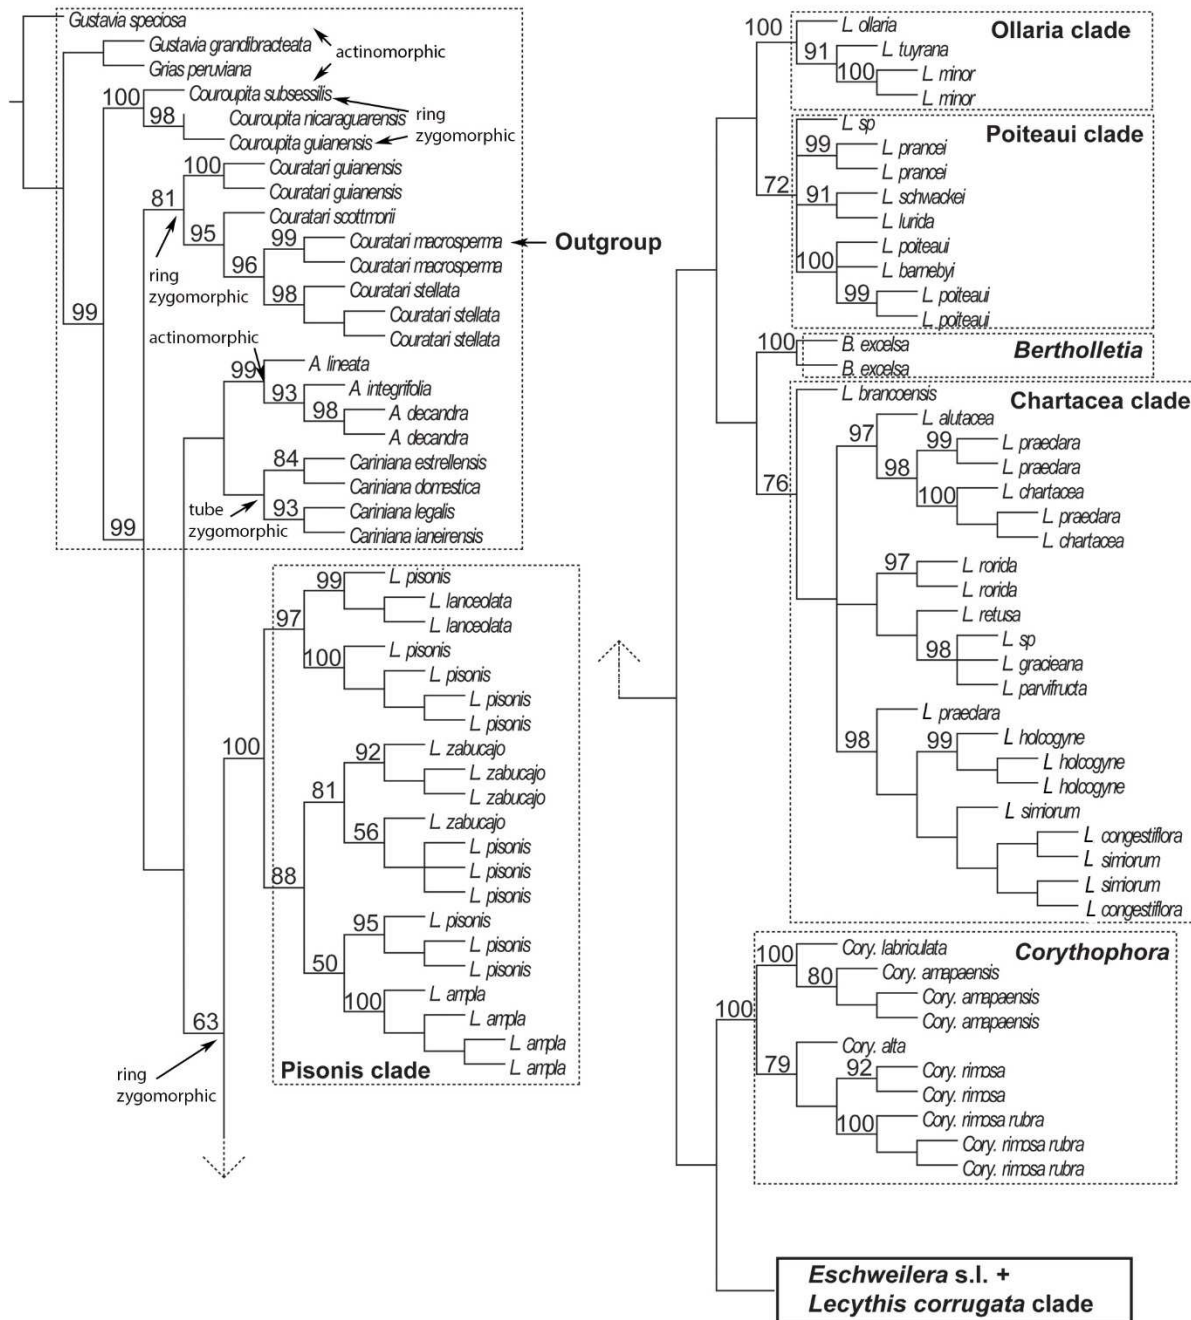 Gustavia speciosa
Gustavia grandibracteata
actinomorphic
Grias peruviana
100
Couroupita subsessilis
98
Couroupita nicaraguarensis
ring
zygomorphic
Couroupita guianensis
100
Couratari guianensis
81
Couratari guianensis
Couratari scottmorii
95
99
Couratari macrosperma
Outgroup
96
Couratari macrosperma
ring
zygomorphic
98
Couratari stellata
99
Couratari stellata
actinomorphic
Couratari stellata
99
A. lineata
93
A. integrifolia
98
A. decandra
A. decandra
84
Cariniana estrellensis
Cariniana domestica
tube
zygomorphic
93
Cariniana legalis
99
Cariniana ianeirensis
99
L. pisonis
L. lanceolata
97
L. lanceolata
100
L. pisonis
L. pisonis
L. pisonis
L. pisonis
100
92
L. zabucajo
L. zabucajo
81
L. zabucajo
56
L. zabucajo
L. pisonis
L. pisonis
88
L. pisonis
95
L. pisonis
L. pisonis
50
L. pisonis
100
L. ampla
L. ampla
63
L. ampla
L. ampla
Pisonis clade
ring
zygomorphic
100
L. ollaria
Ollaria clade
91
L. tuyrana
100
L. minor
L. minor
L. sp
Poiteaui clade
99
L. prancei
L. prancei
72
91
L. schwackei
L. lurida
L. poiteaui
100
L. barnebyi
99
L. poiteaui
L. poiteaui
100
B. excelsa
Bertholletia
B. excelsa
L. brancoensis
Chartacea clade
97
L. alutacea
99
L. praeclara
98
L. praeclara
76
100
L. chartacea
L. praeclara
L. chartacea
97
L. rorida
L. rorida
L. retusa
L. sp
98
L. gracieana
L. parvifructa
L. praeclara
98
99
L holcogyne
L holcogyne
L holcogyne
L simiorum
L congestiflora
L simiorum
L simiorum
L congestiflora
100
Cory. labriculata
Corythophora
80
Cory. amapaensis
Cory. amapaensis
100
Cory. amapaensis
79
Cory. alta
92
Cory. rimosa
Cory. rimosa
100
Cory. rimosa rubra
Cory. rimosa rubra
Cory. rimosa rubra
Eschweilera s.l. +
Lecythis corrugata clade